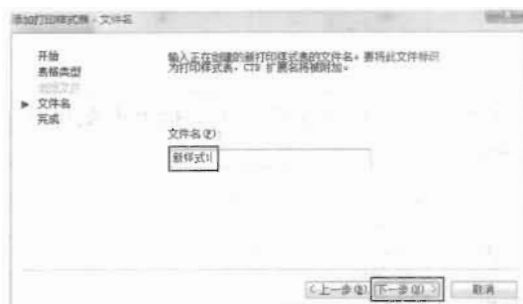 添加打印样式表 - 文件名
开始
表格类型
浏览文件
▶ 文件名
完成
输入正在创建的新打印样式表的文件名。要将此文件标识
为打印样式表，CTB 扩展名将被附加。
文件名(F):
新样式1
< 上一步(B)
下一步(N) >
取消